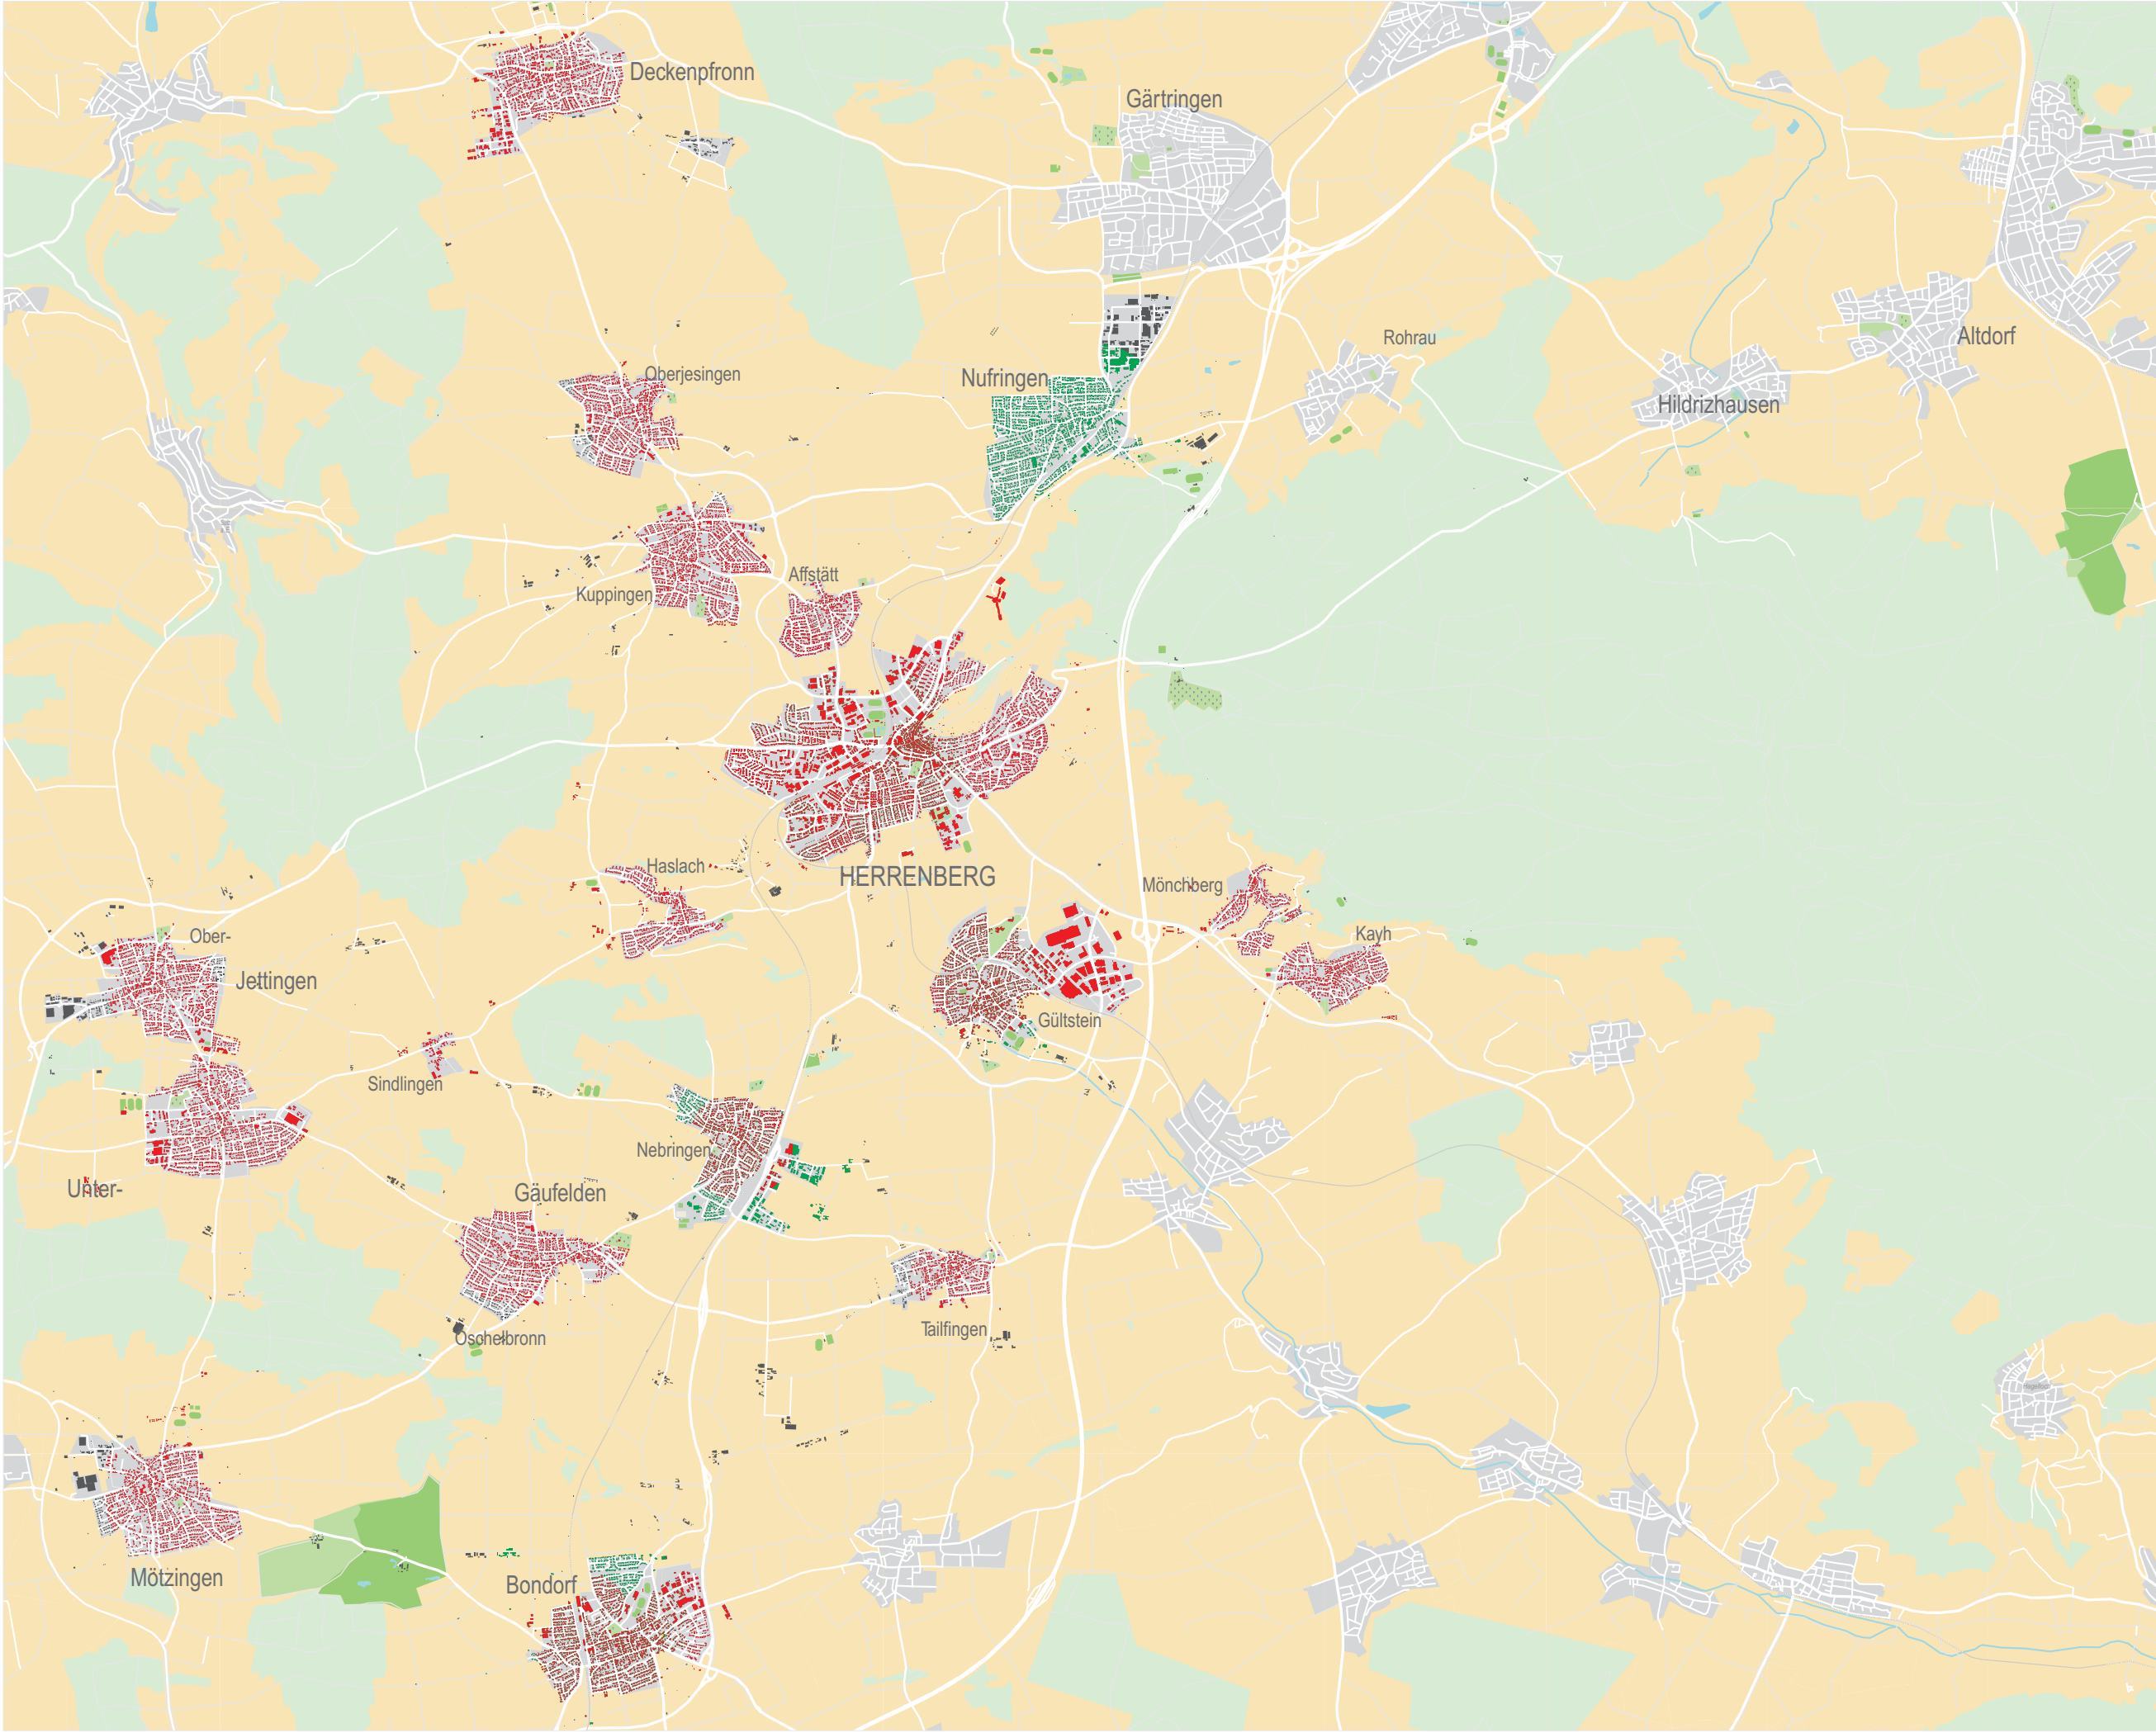 Deckenpfronn
Gärtringen
Rohrau
Altdorf
Oberjesingen
Nufringen
Hildrizhausen
Affstätt
Kuppingen
Haslach
HERRENBERG
Mönchberg
Ober-
Kayh
Jettingen
Gültstein
Sindlingen
Nebringen
Unter-
Gäufelden
Tailfingen
Öschelbronn
Mötzingen
Bondorf